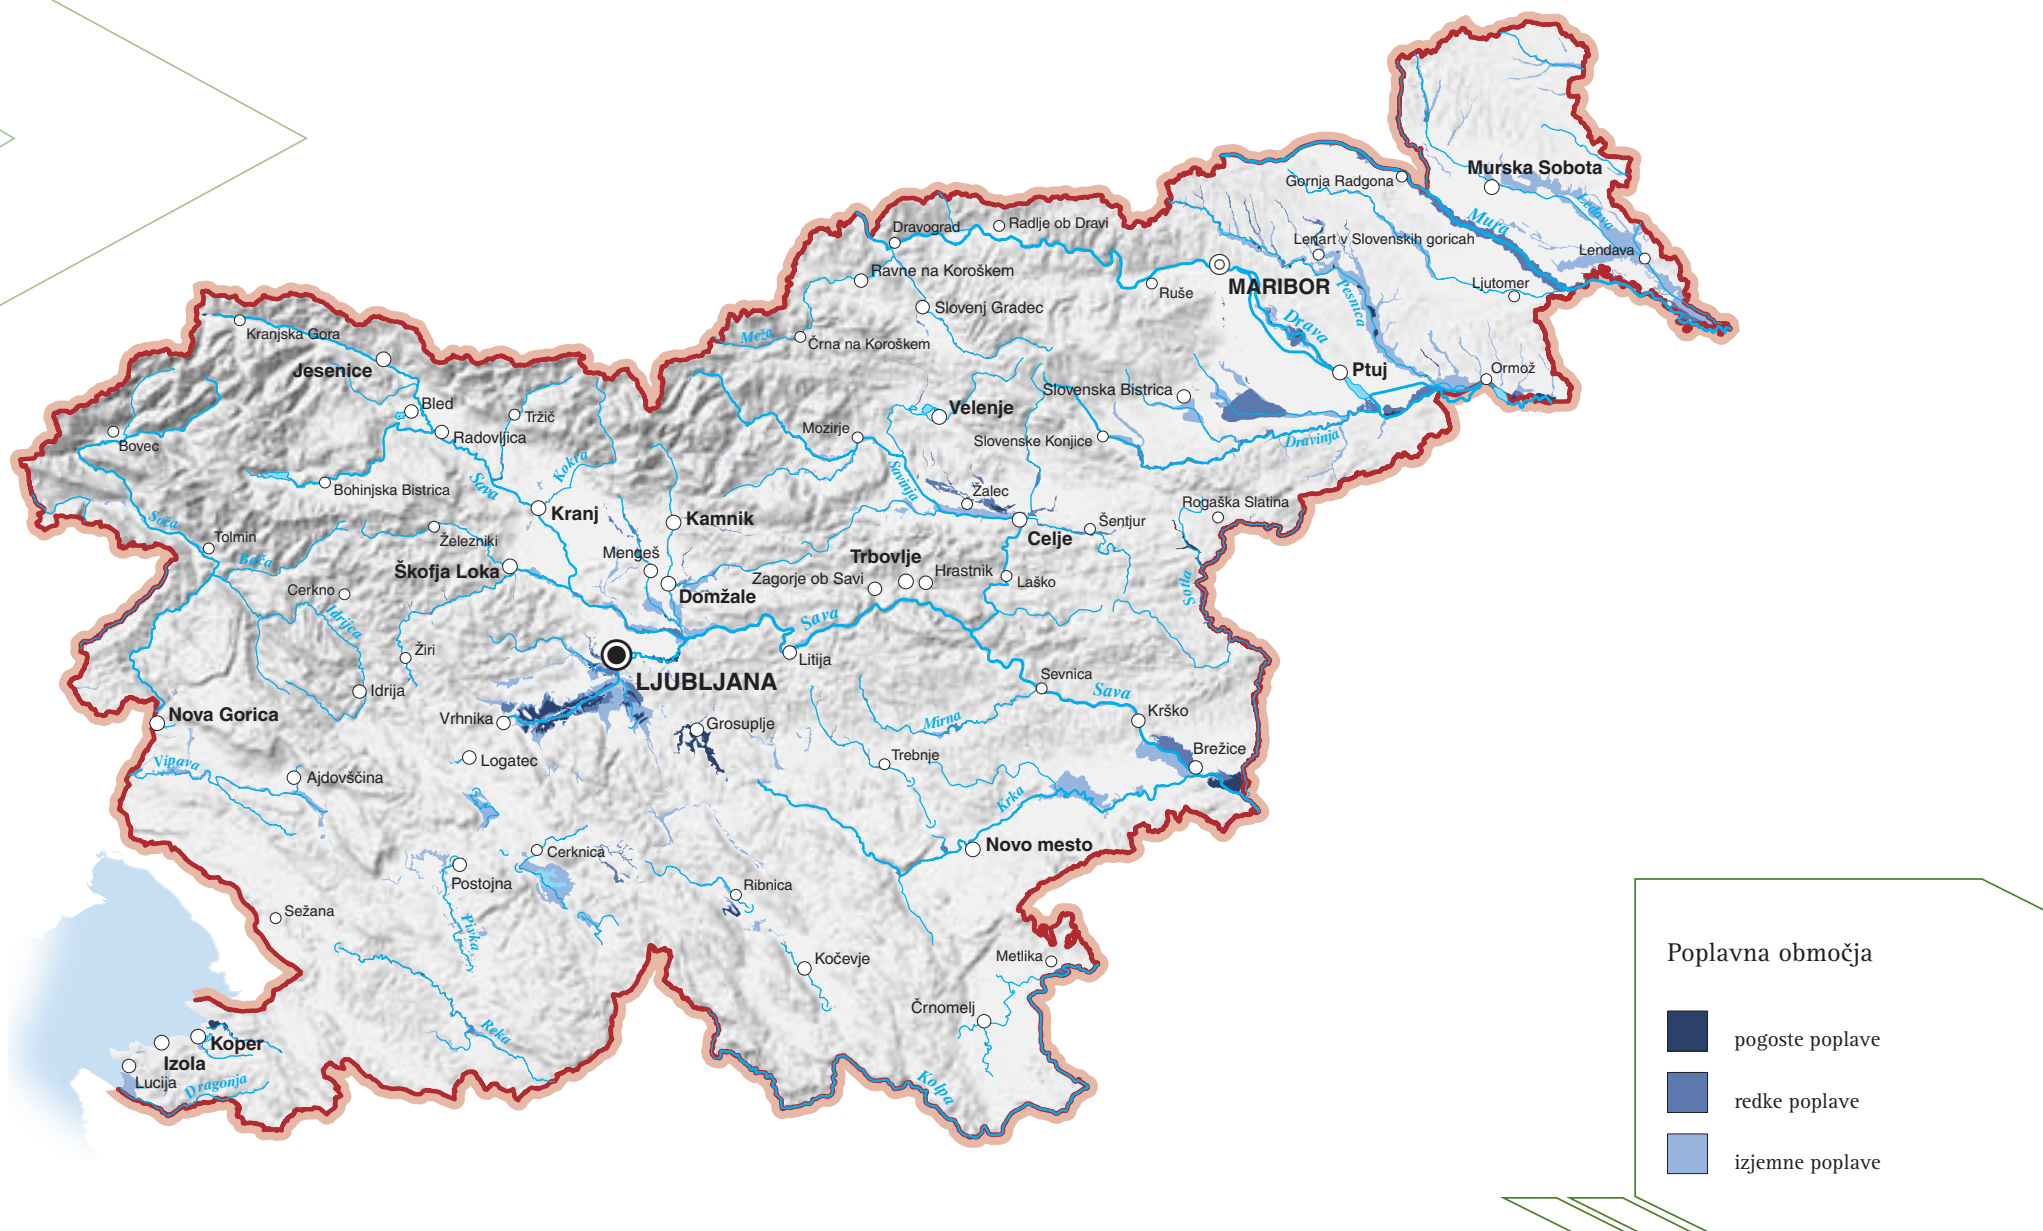 Murska Sobota
Gornja Radgona
Ledava
Mura
Dravograd
Radlje ob Dravi
Lenart v Slovenskih goricah
Lendava
Ravne na Koroškem
MARIBOR
Ruše
Pesnica
Ljutomer
Slovenj Gradec
Drava
Kranjska Gora
Meža
Črna na Koroškem
Jesenice
Ptuj
Ormož
Slovenska Bistrica
Bled
Velenje
Tržič
Mozirje
Radovljica
Bovec
Slovenske Konjice
Dravinja
Kokra
Savinja
Sava
Bohinjska Bistrica
Žalec
Rogaška Slatina
Kranj
Kamnik
Soča
Šentjur
Tolmin
Železniki
Celje
Mengeš
Trbovlje
Bača
Škofja Loka
Zagorje ob Savi
Hrastnik
Laško
Cerkno
Domžale
Sotla
Idrijca
Sava
Žiri
Litija
LJUBLJANA
Sevnica
Idrija
Sava
Nova Gorica
Vrhnika
Grosuplje
Mirna
Krško
Brežice
Trebnje
Vipava
Logatec
Ajdovščina
Krka
Novo mesto
Cerknica
Postojna
Ribnica
Sežana
Pivka
Kočevje
Metlika
Črnomelj
Reka
Koper
Izola
Lucija
Dragonja
Kolpa
Poplavna območja
pogoste poplave
redke poplave
izjemne poplave